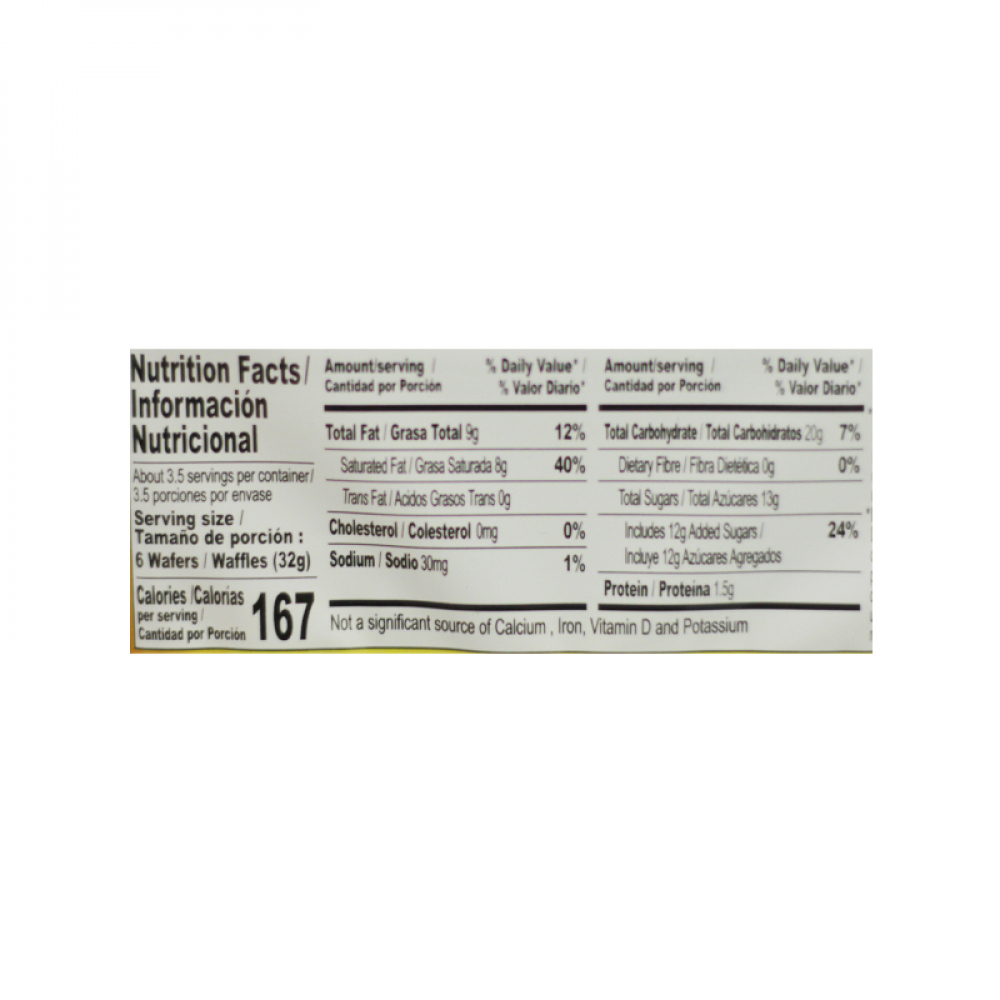 Nutrition Facts /
Información
Nutricional
About 3.5 servings per container /
3.5 porciones por envase
Serving size /
Tamaño de porción :
6 Wafers / Waffles (32g)
Calories /Calorías
per serving /
Cantidad por Porción
167
Amount/serving / % Daily Value* /
Cantidad por Porción % Valor Diario*
Total Fat / Grasa Total 9g 12%
Saturated Fat / Grasa Saturada 8g 40%
Trans Fat / Acidos Grasos Trans 0g
Cholesterol / Colesterol 0mg 0%
Sodium / Sodio 30mg 1%
Amount/serving / % Daily Value* /
Cantidad por Porción % Valor Diario*
Total Carbohydrate / Total Carbohidratos 20g 7%
Dietary Fibre / Fibra Dietética 0g 0%
Total Sugars / Total Azúcares 13g
Includes 12g Added Sugars / 24%
Incluye 12g Azúcares Agregados
Protein / Proteina 1.5g
Not a significant source of Calcium , Iron, Vitamin D and Potassium